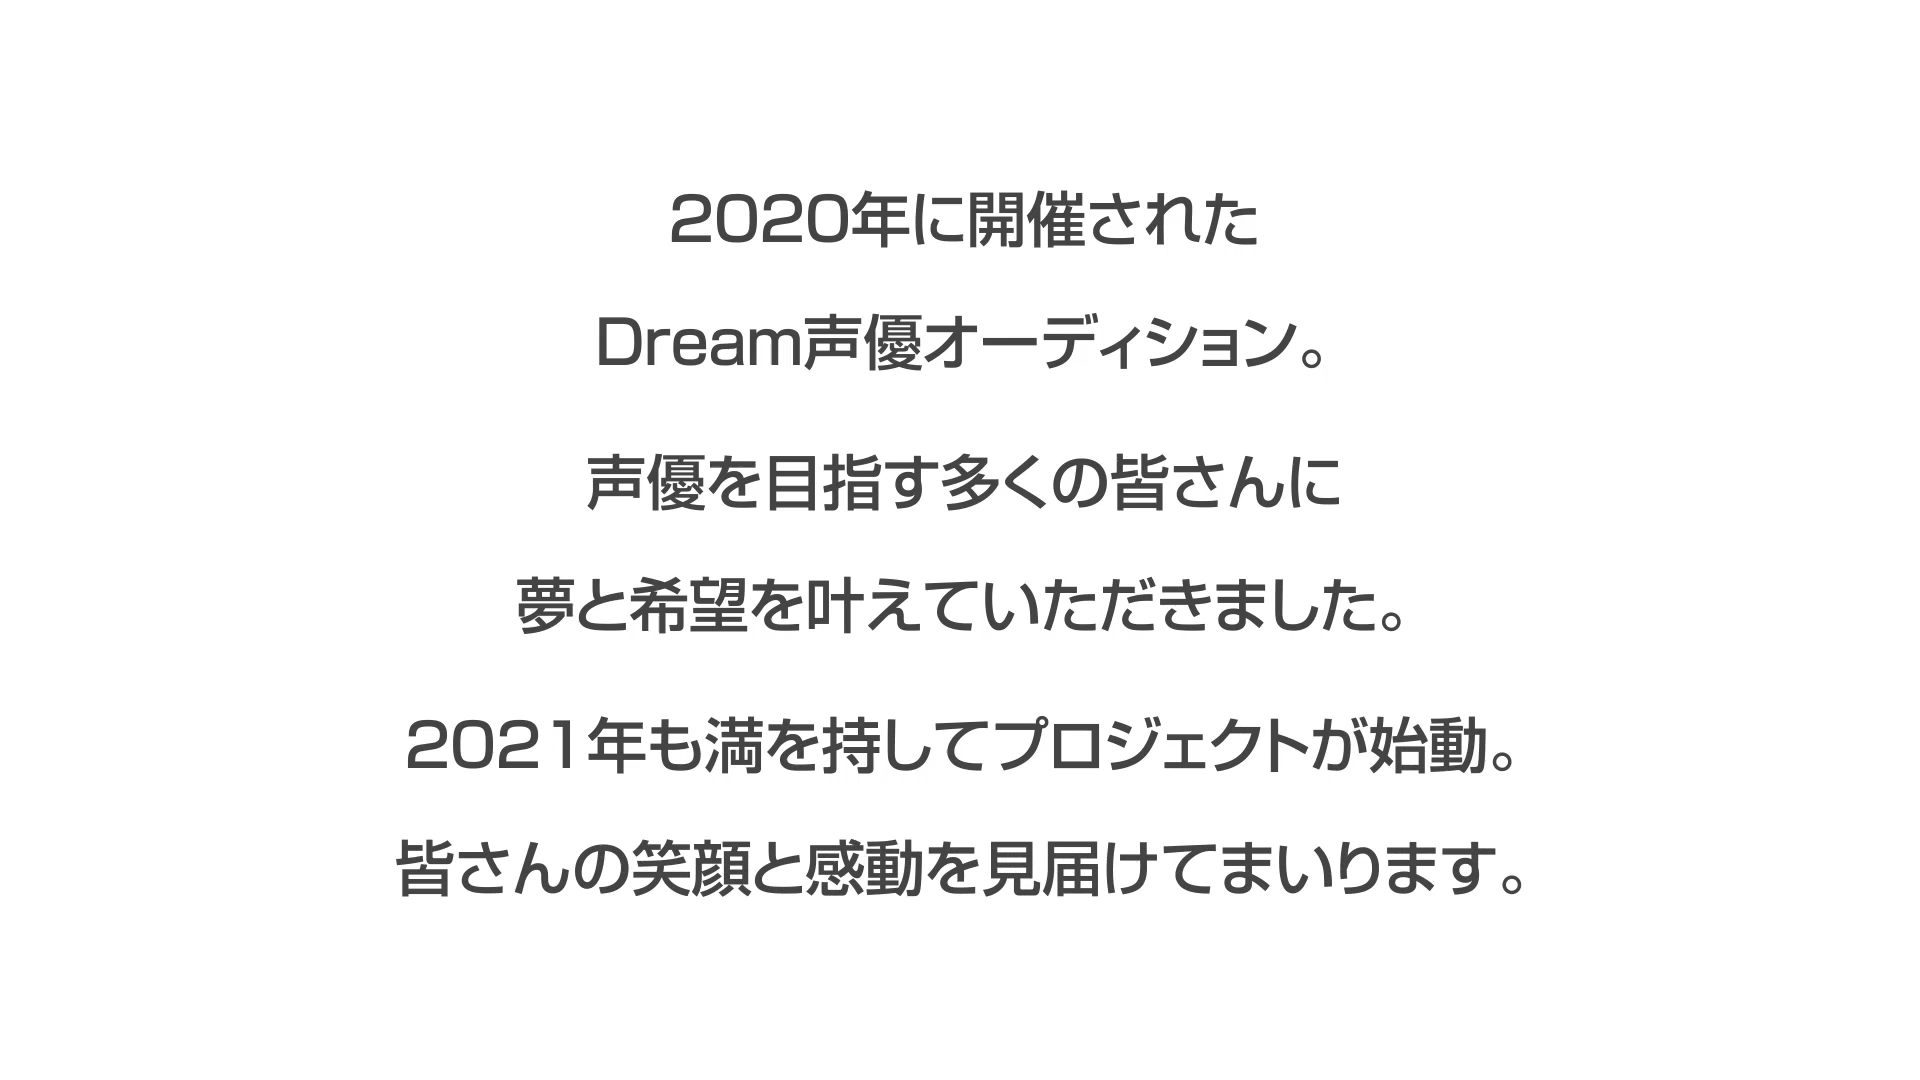 2020年に開催された
Dream声優オーディション。
声優を目指す多くの皆さんに
夢と希望を叶えていただきました。
2021年も満を持してプロジェクトが始動。
皆さんの笑顔と感動を見届けてまいります。